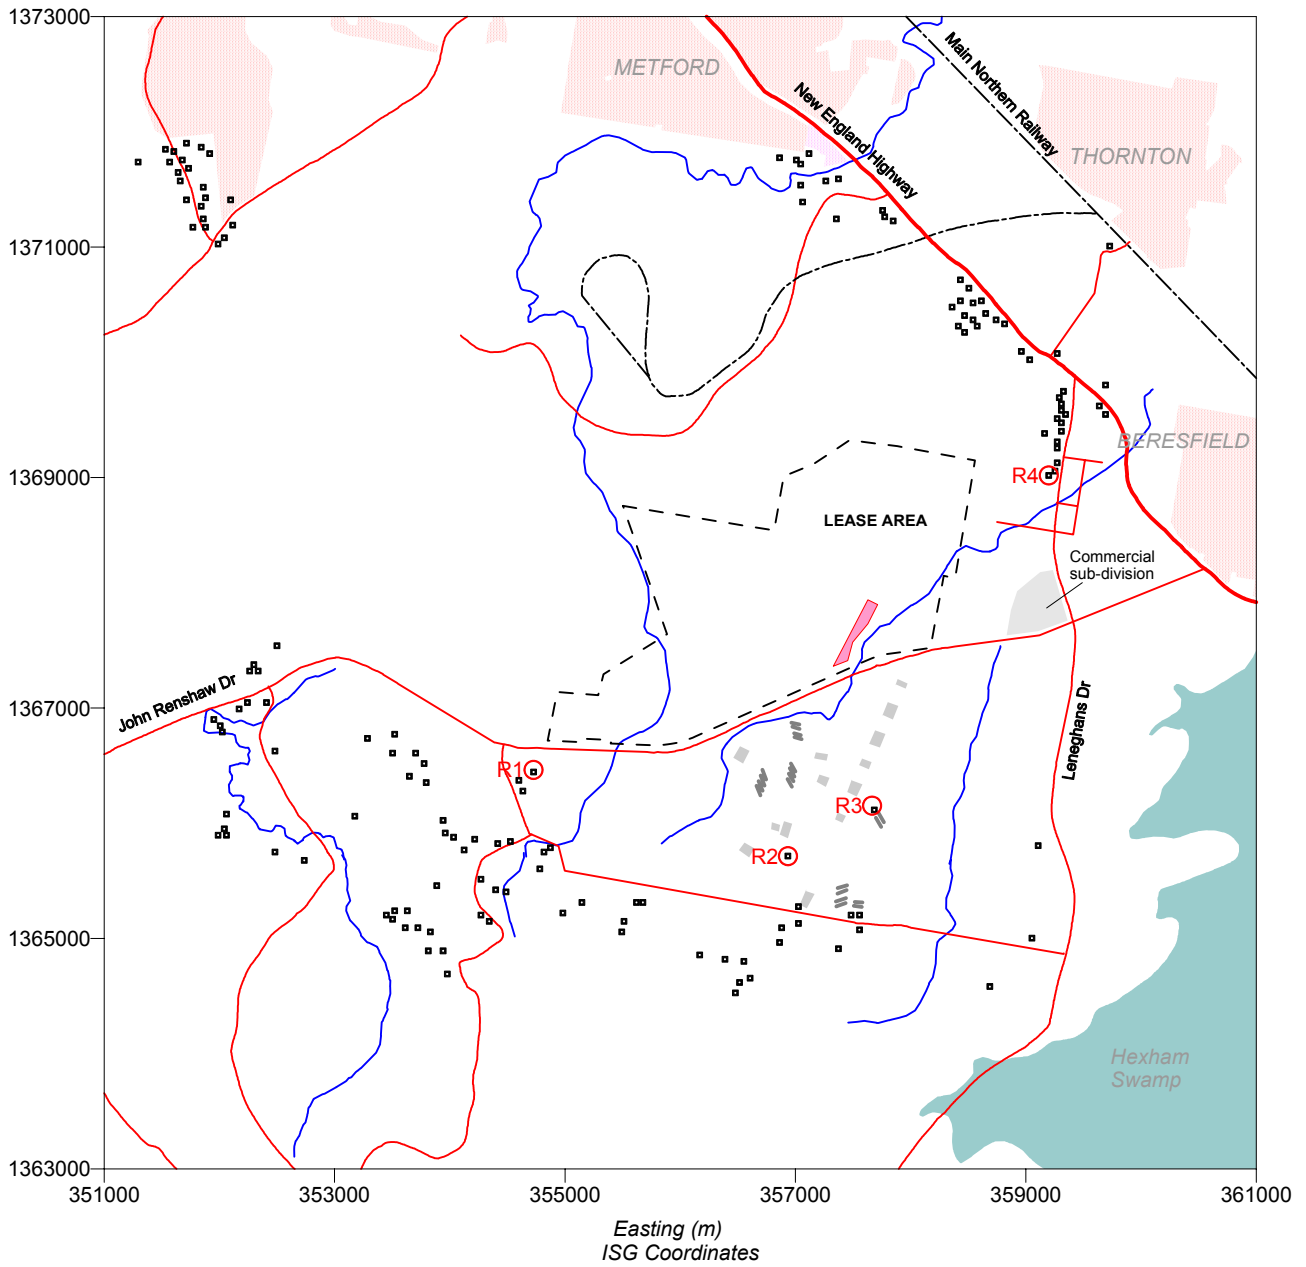 1373000
METFORD
Main Northern Railway
New England Highway
THORNTON
1371000
BERESFIELD
1369000
R4
LEASE AREA
Commercial
sub-division
John Renshaw Dr
1367000
Leneghans Dr
R1
R3
R2
1365000
Hexham
Swamp
1363000
351000
353000
355000
357000
359000
361000
Easting (m)
ISG Coordinates